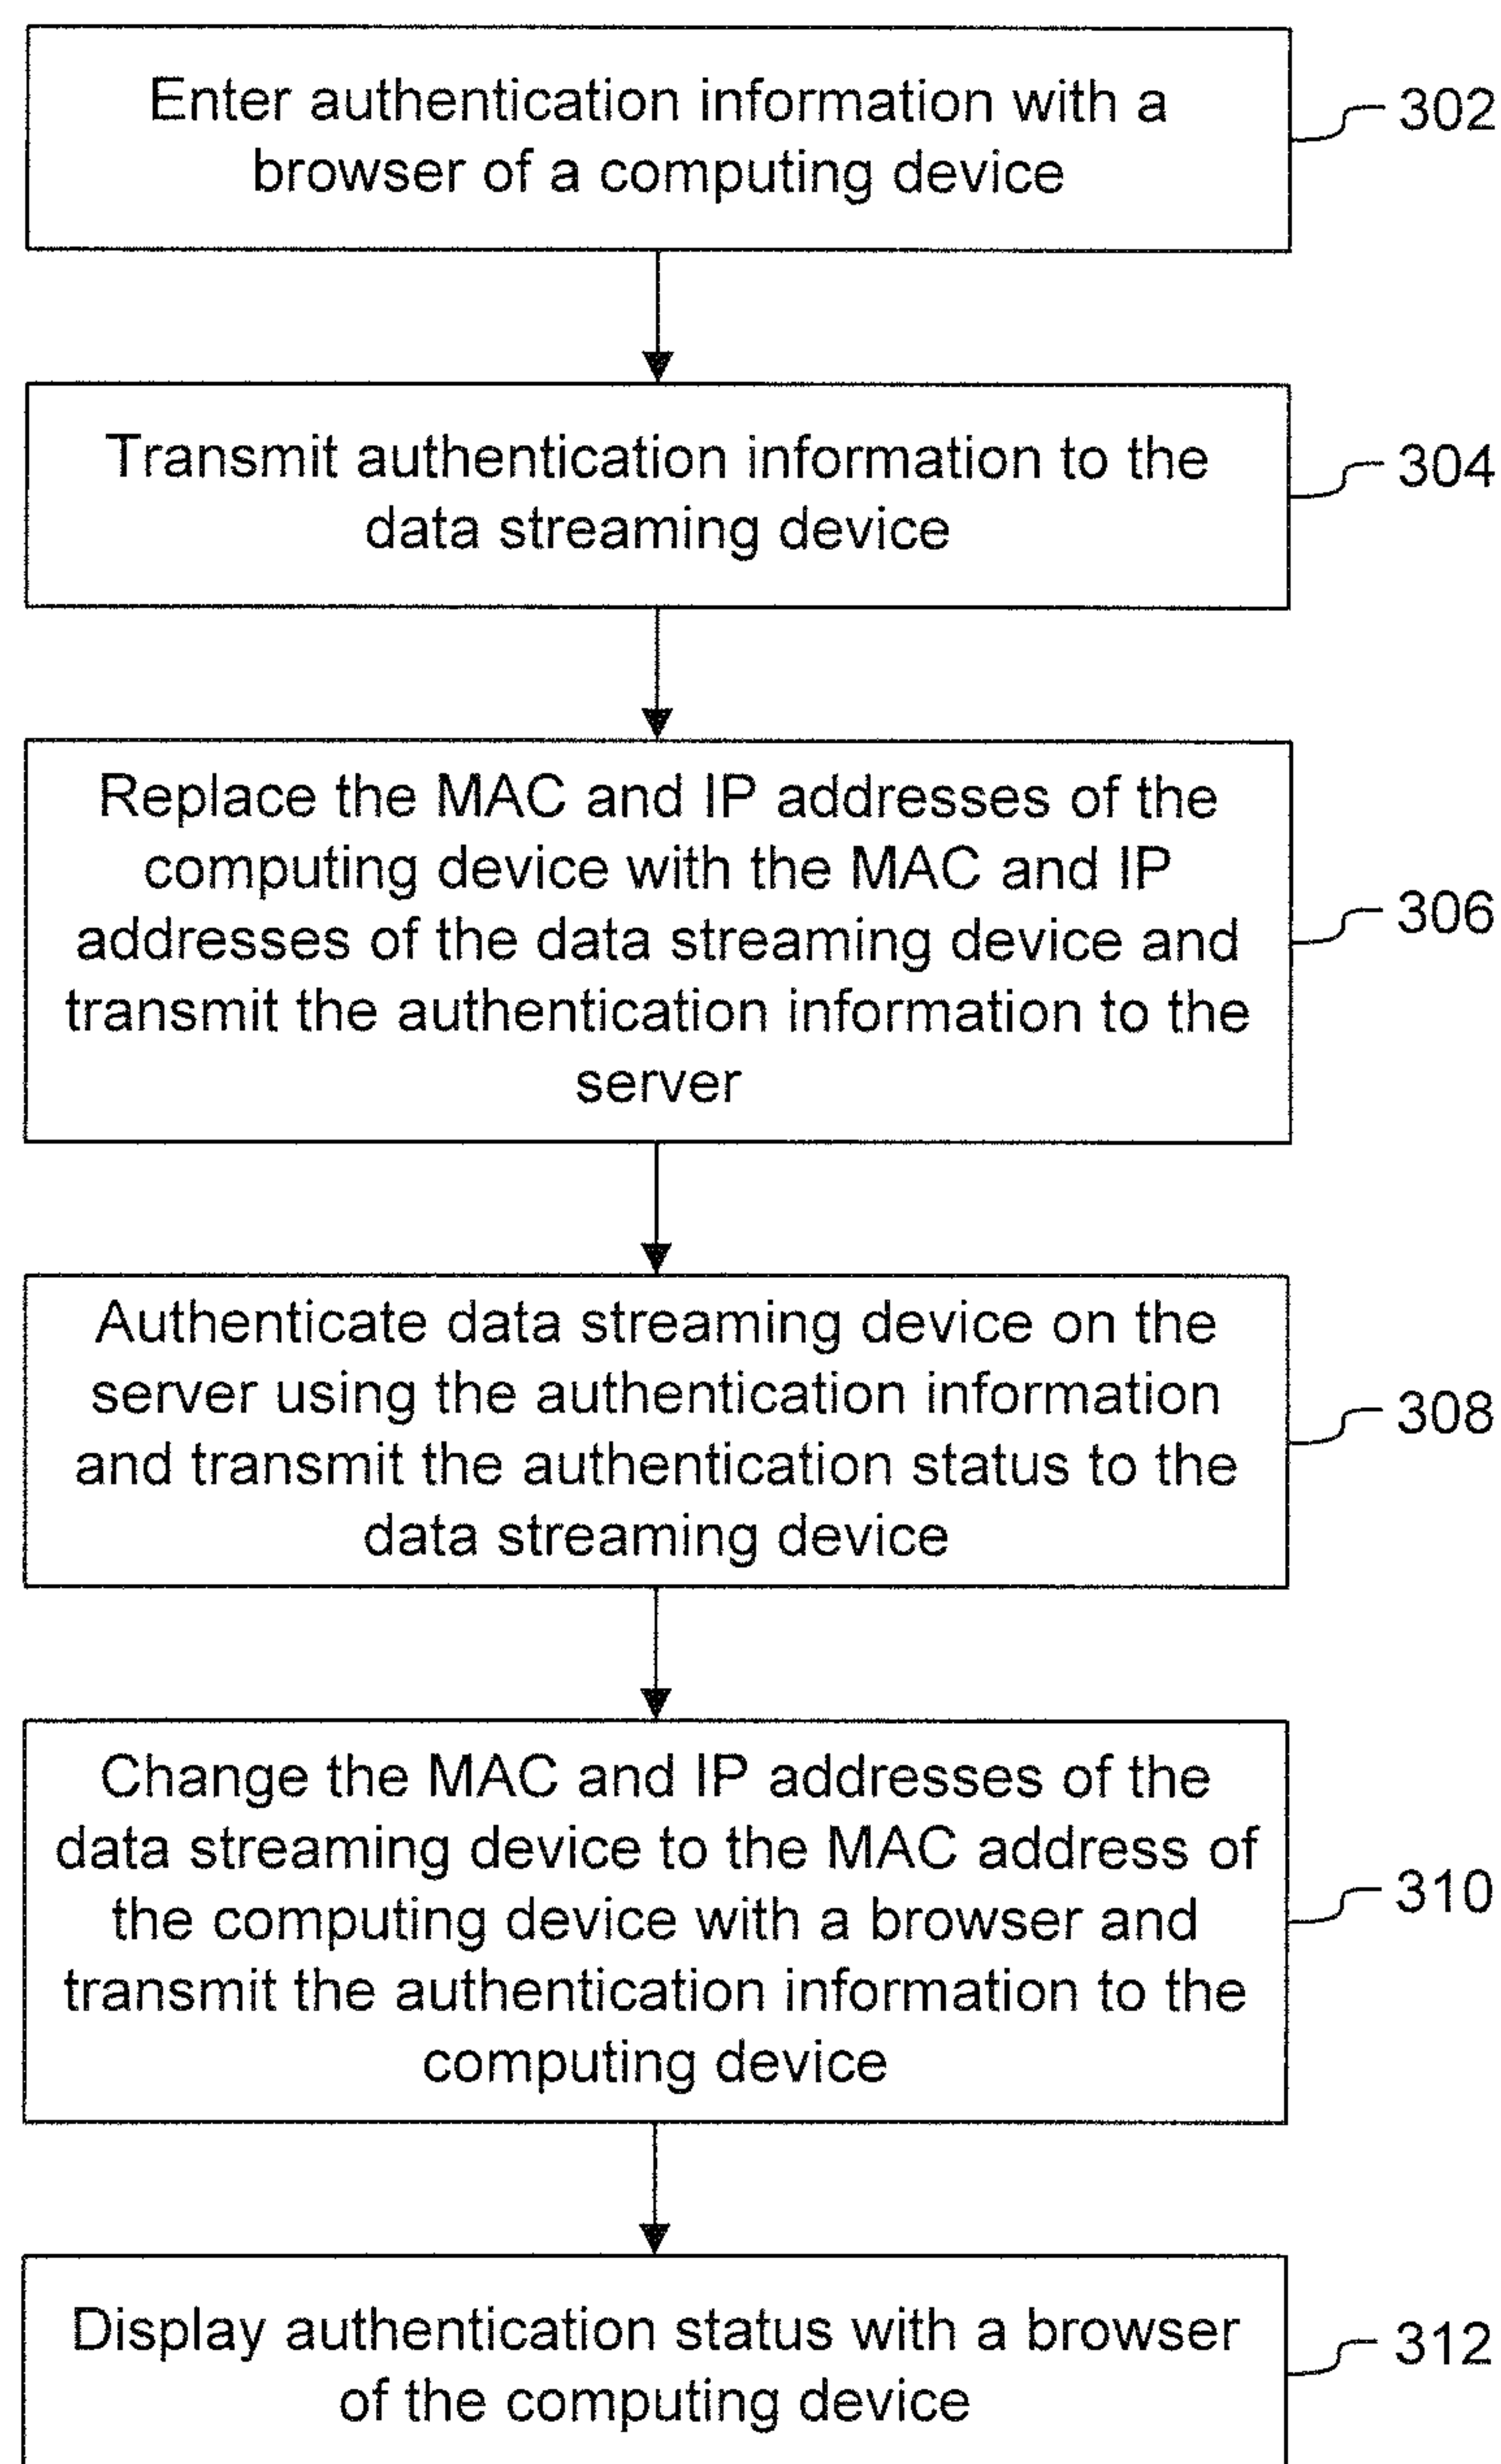 Enter authentication information with a
browser of a computing device
302
Transmit authentication information to the
data streaming device
304
Replace the MAC and IP addresses of the
computing device with the MAC and IP
addresses of the data streaming device and
transmit the authentication information to the
server
306
Authenticate data streaming device on the
server using the authentication information
and transmit the authentication status to the
data streaming device
308
Change the MAC and IP addresses of the
data streaming device to the MAC address of
the computing device with a browser and
transmit the authentication information to the
computing device
310
Display authentication status with a browser
of the computing device
312